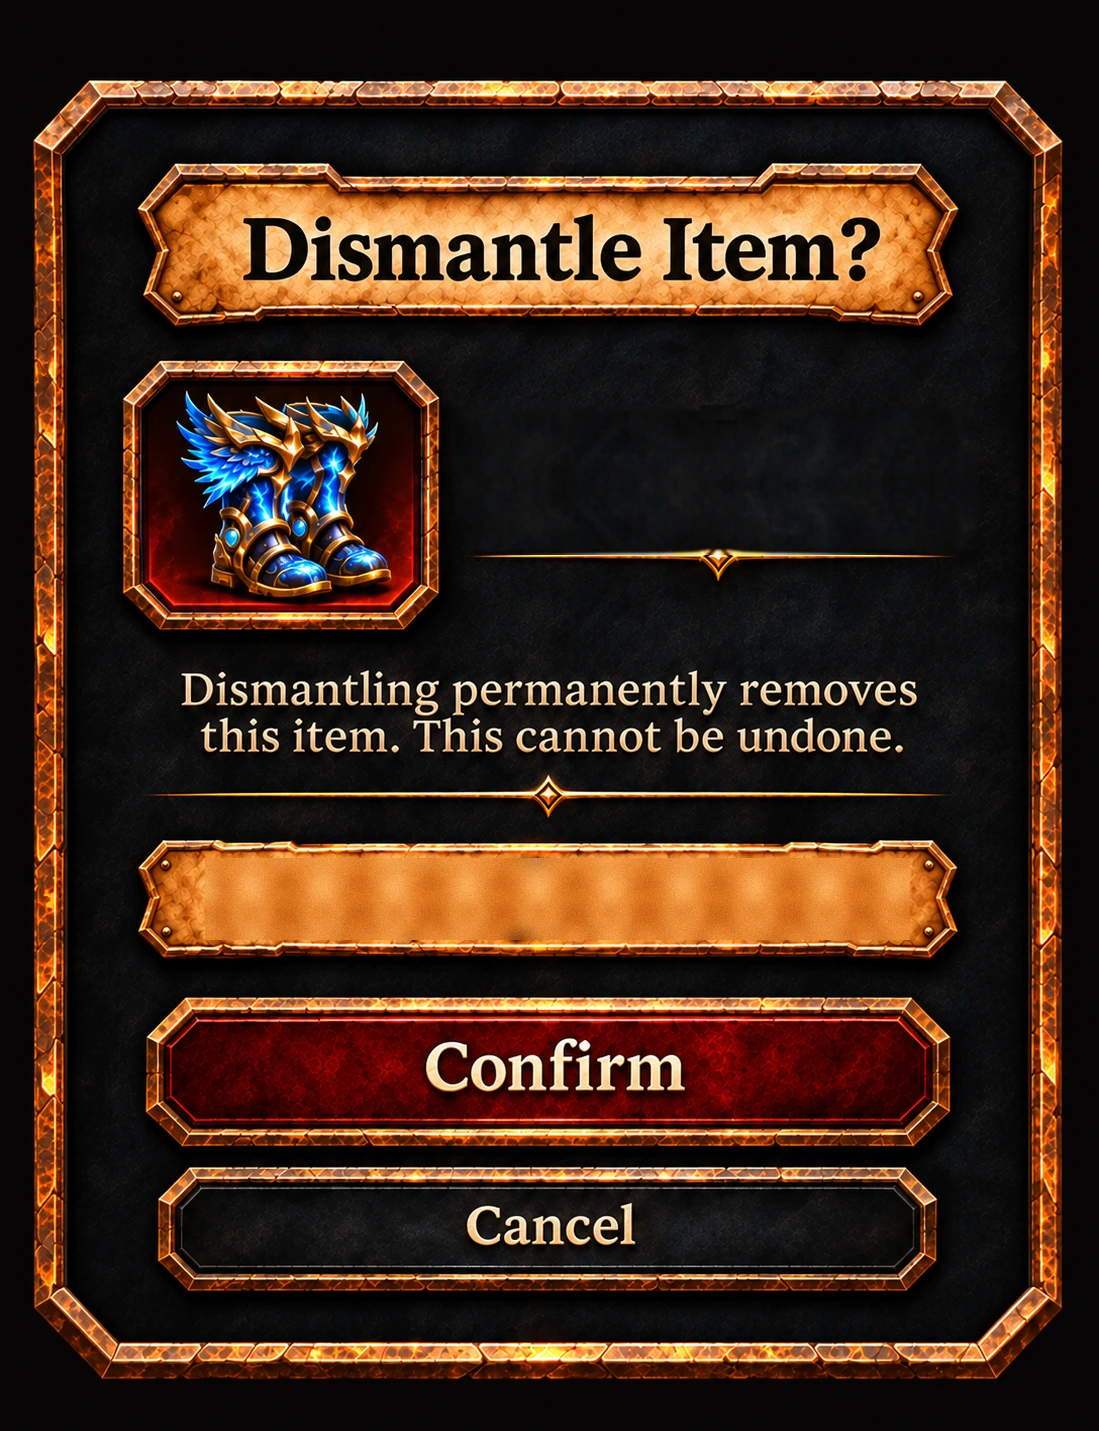 Dismantle Item?
Dismantling permanently removes
this item. This cannot be undone.
Confirm
Cancel